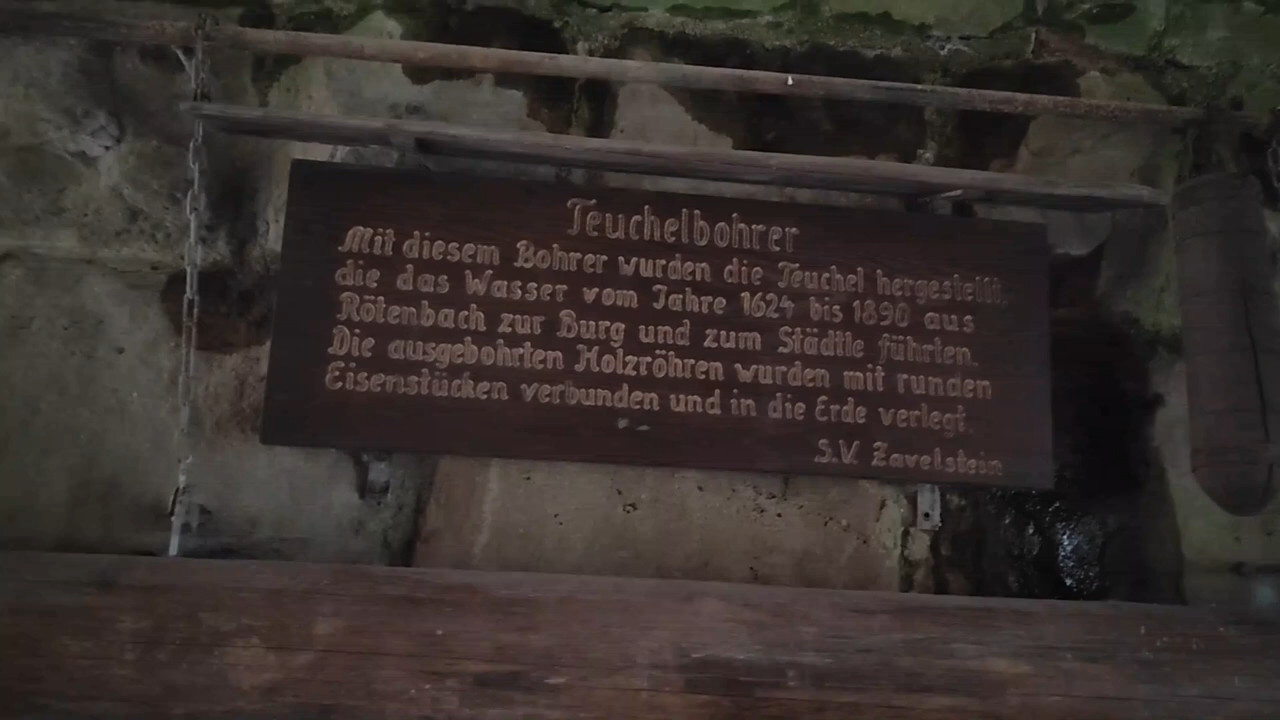 Teuchelbohrer
Mit diesem Bohrer wurden die Teuchel hergestellt,
die das Wasser vom Jahre 1624 bis 1890 aus
Rötenbach zur Burg und zum Städtle führten.
Die ausgebohrten Holzröhren wurden mit runden
Eisenstücken verbunden und in die Erde verlegt.
S.V. Zavelstein